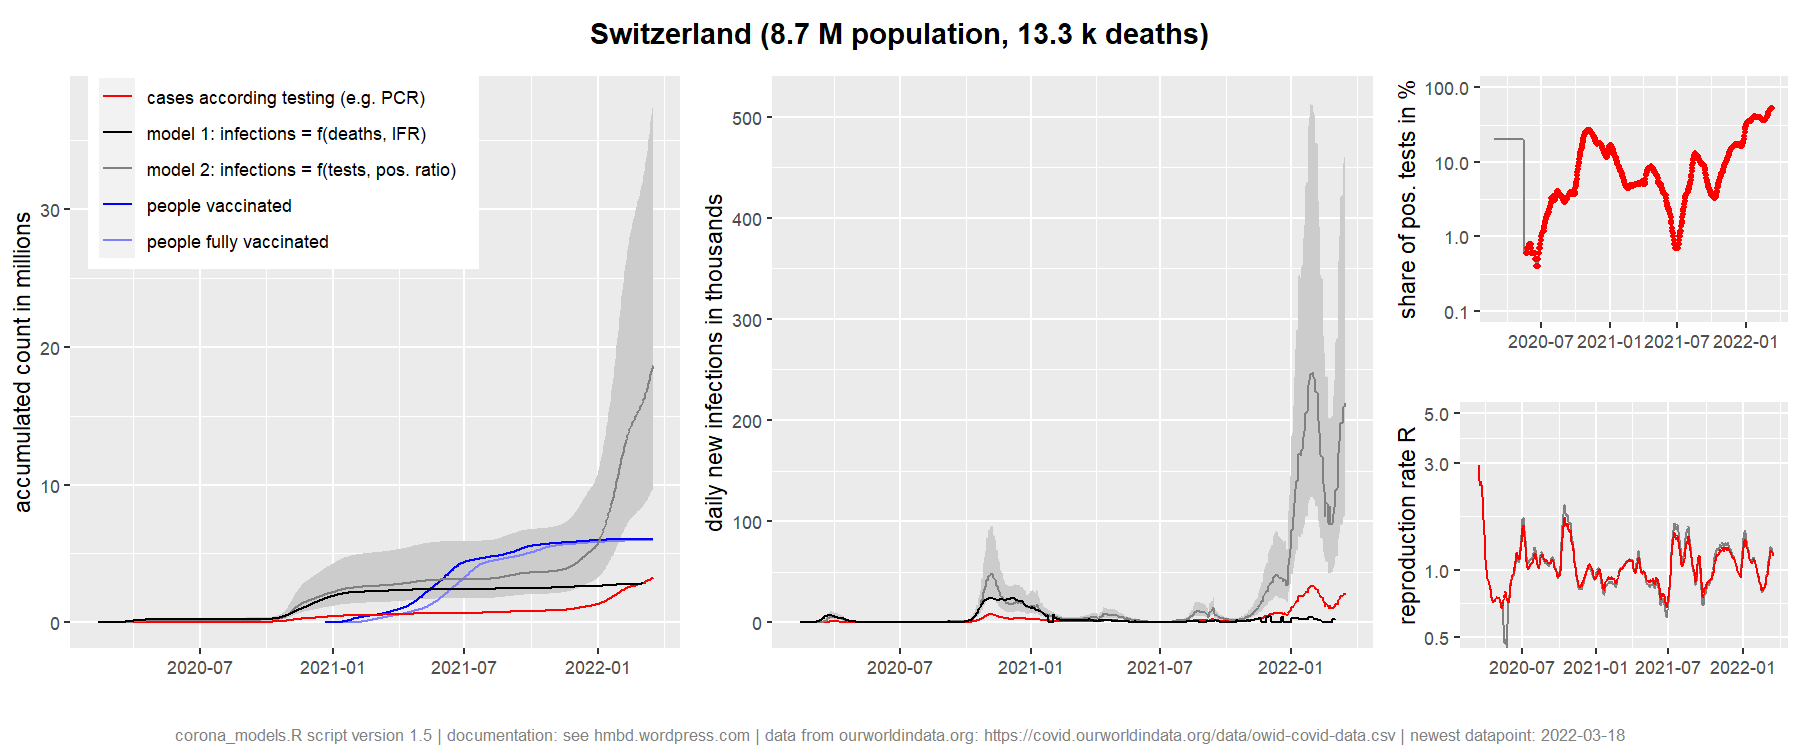 Switzerland (8.7 M population, 13.3 k deaths)
cases according testing (e.g. PCR)
model 1: infections = f(deaths, IFR)
model 2: infections = f(tests, pos. ratio)
people vaccinated
people fully vaccinated
accumulated count in millions
30
20
10
0
2020-07 2021-01 2021-07 2022-01
daily new infections in thousands
500
400
300
200
100
0
2020-07 2021-01 2021-07 2022-01
share of pos. tests in %
100.0
10.0
1.0
0.1
2020-07 2021-01 2021-07 2022-01
reproduction rate R
5.0
3.0
1.0
0.5
2020-07 2021-01 2021-07 2022-01
corona_models.R script version 1.5 | documentation: see hmbd.wordpress.com | data from ourworldindata.org: https://covid.ourworldindata.org/data/owid-covid-data.csv | newest datapoint: 2022-03-18